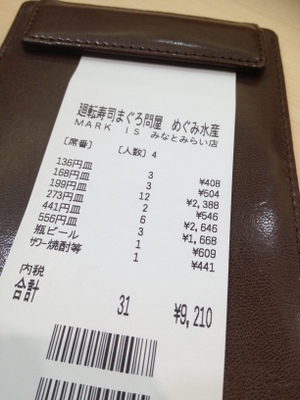 廻転寿司まぐろ問屋 めぐみ水産
MARK IS みなとみらい店
[席番] [人数] 4
136円皿 3 ¥408
168円皿 3 ¥504
199円皿 12 ¥2,388
273円皿 2 ¥546
441円皿 6 ¥2,646
556円皿 3 ¥1,668
瓶ビール 1 ¥609
サワー焼酎等 1 ¥441
内税
合計 31 ¥9,210